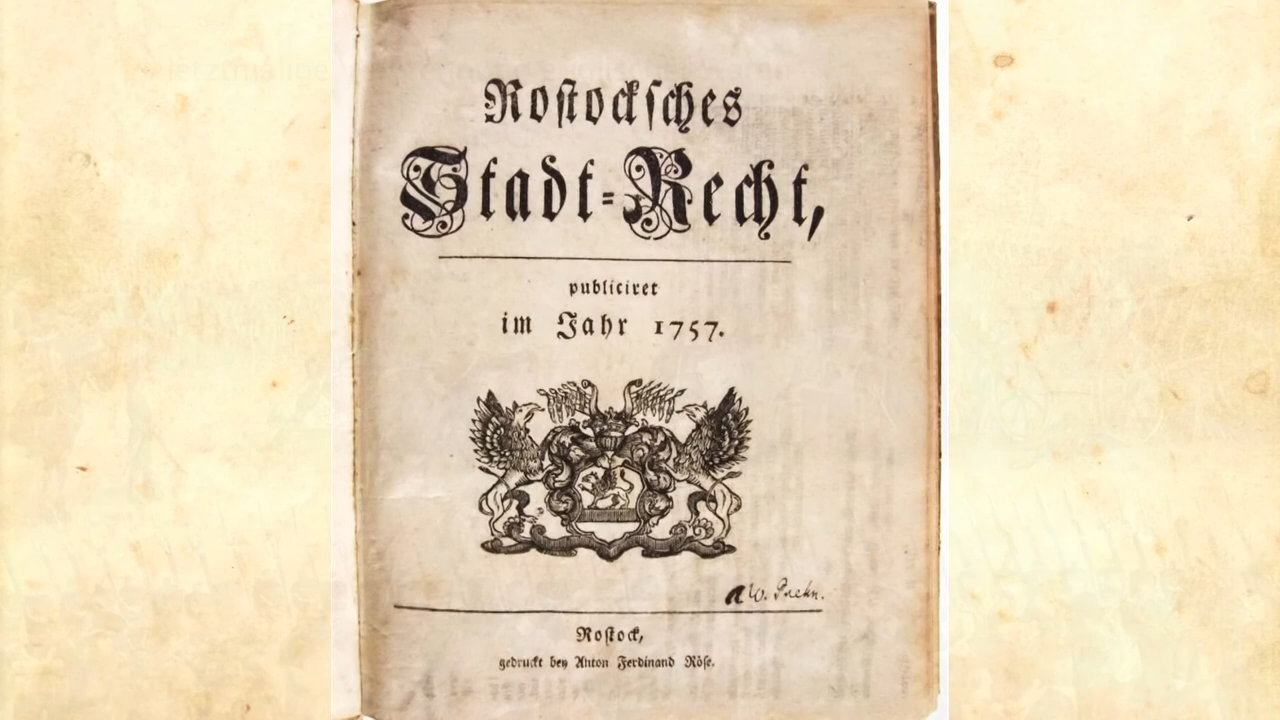 Rostocksches
Stadt=Recht,
publiciret
im Jahr 1757.
Rostock,
gedruckt bey Anton Ferdinand Röse.